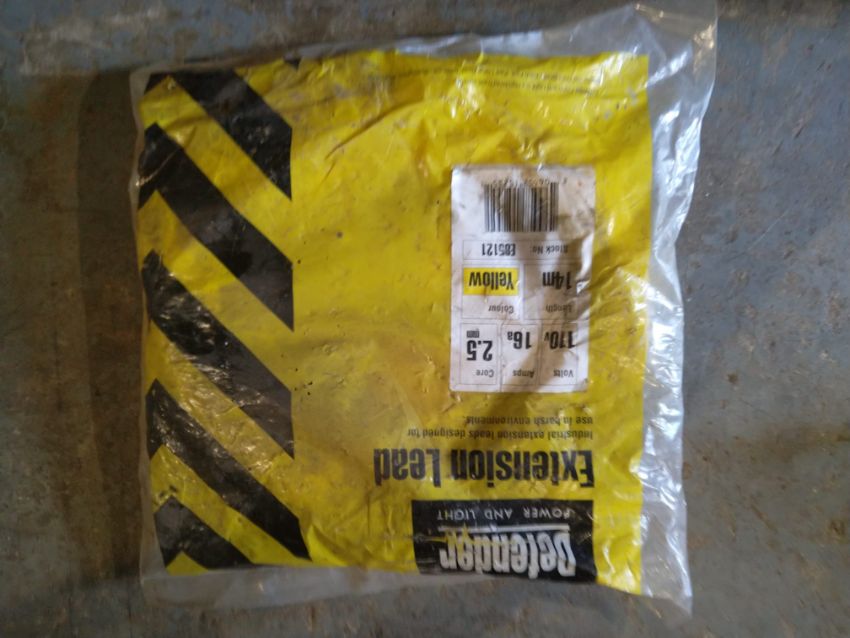 Defender
POWER AND LIGHT
Extension Lead
Industrial extension leads designed for
use in harsh environments.
Volts Amps Core
110v 16a 2.5
mm
Length Colour
14m Yellow
Stock No: E85121